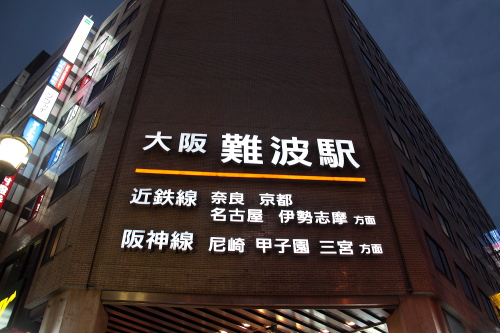 大阪 難波駅
近鉄線 奈良 京都
名古屋 伊勢志摩 方面
阪神線 尼崎 甲子園 三宮 方面